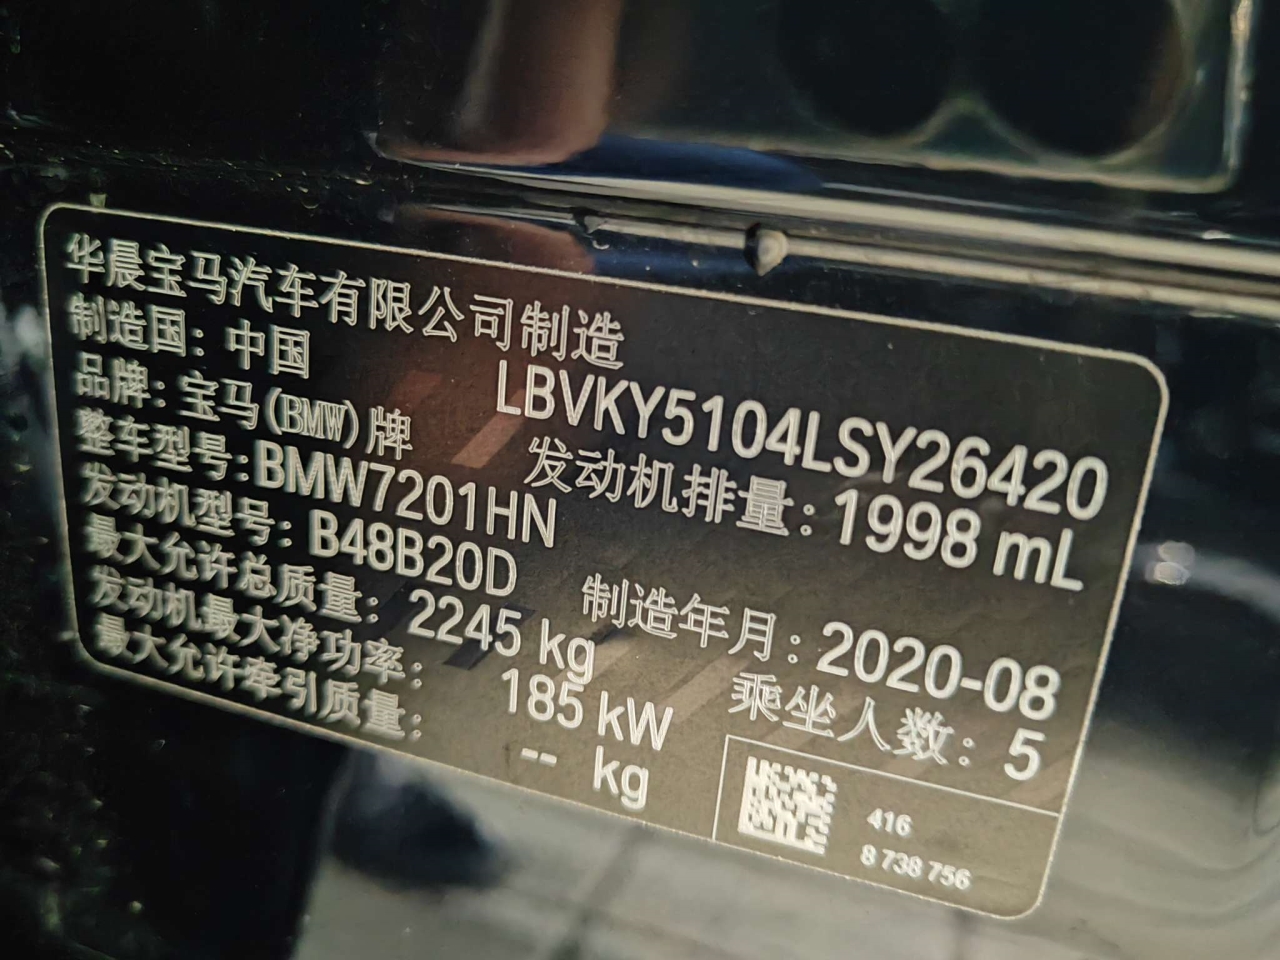 华晨宝马汽车有限公司制造
制造国：中国
LBVKY5104LSY26420
品牌：宝马(BMW)牌
发动机排量：1998 mL
整车型号:BMW7201HN
发动机型号：B48B20D
制造年月：2020-08
最大允许总质量：2245 kg
乘坐人数：5
发动机最大净功率：185 kW
最大允许牵引质量：-- kg
416
8 738 756